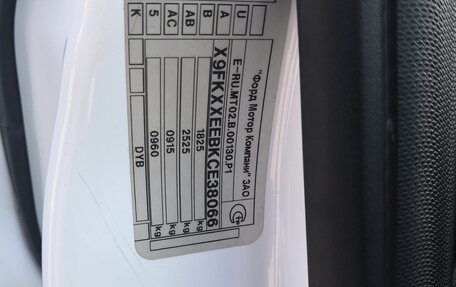 "Форд Мотор Компани" ЗАО
E-RU.MT02.B.00130.P1
X9FKXXEEBKCE38066
1825 kg
2525 kg
0915 kg
0960 kg
DYB
U A
B
AB
AC
5
K